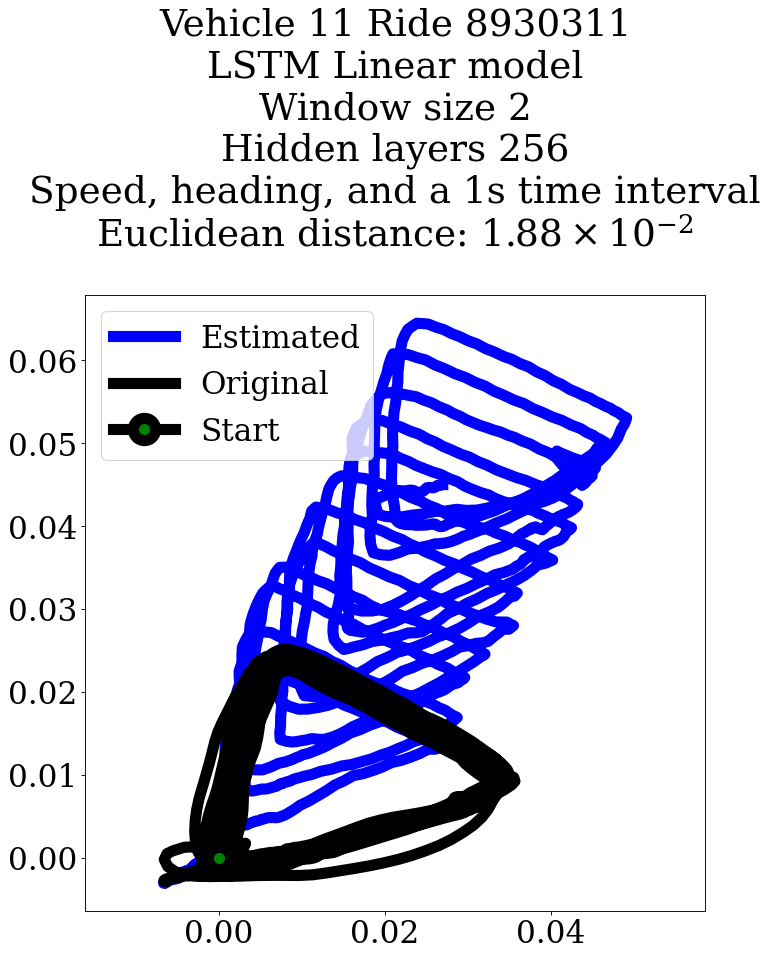 Vehicle 11 Ride 8930311
LSTM Linear model
Window size 2
Hidden layers 256
Speed, heading, and a 1s time interval
Euclidean distance: 1.88 × 10⁻²
Estimated
Original
Start
0.06
0.05
0.04
0.03
0.02
0.01
0.00
0.00 0.02 0.04